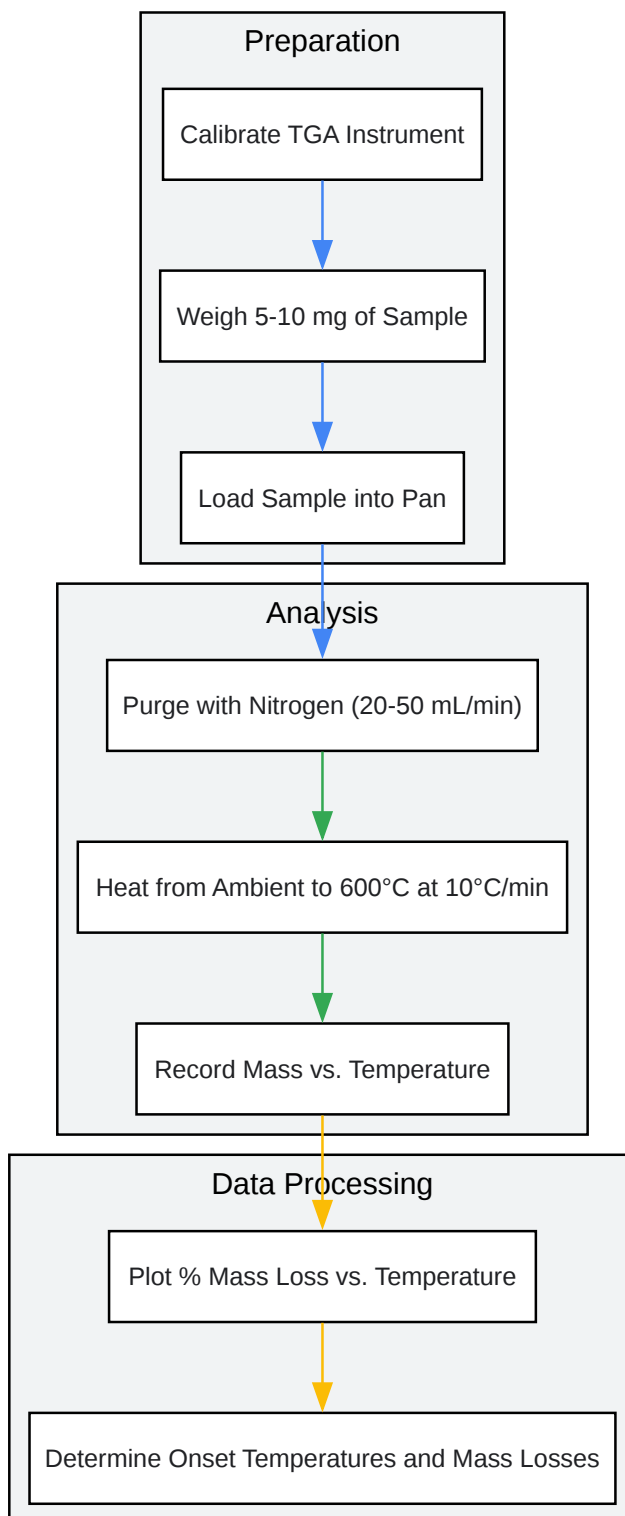 Preparation
Calibrate TGA Instrument
Weigh 5-10 mg of Sample
Load Sample into Pan
Analysis
Purge with Nitrogen (20-50 mL/min)
Heat from Ambient to 600°C at 10°C/min
Record Mass vs. Temperature
Data Processing
Plot % Mass Loss vs. Temperature
Determine Onset Temperatures and Mass Losses